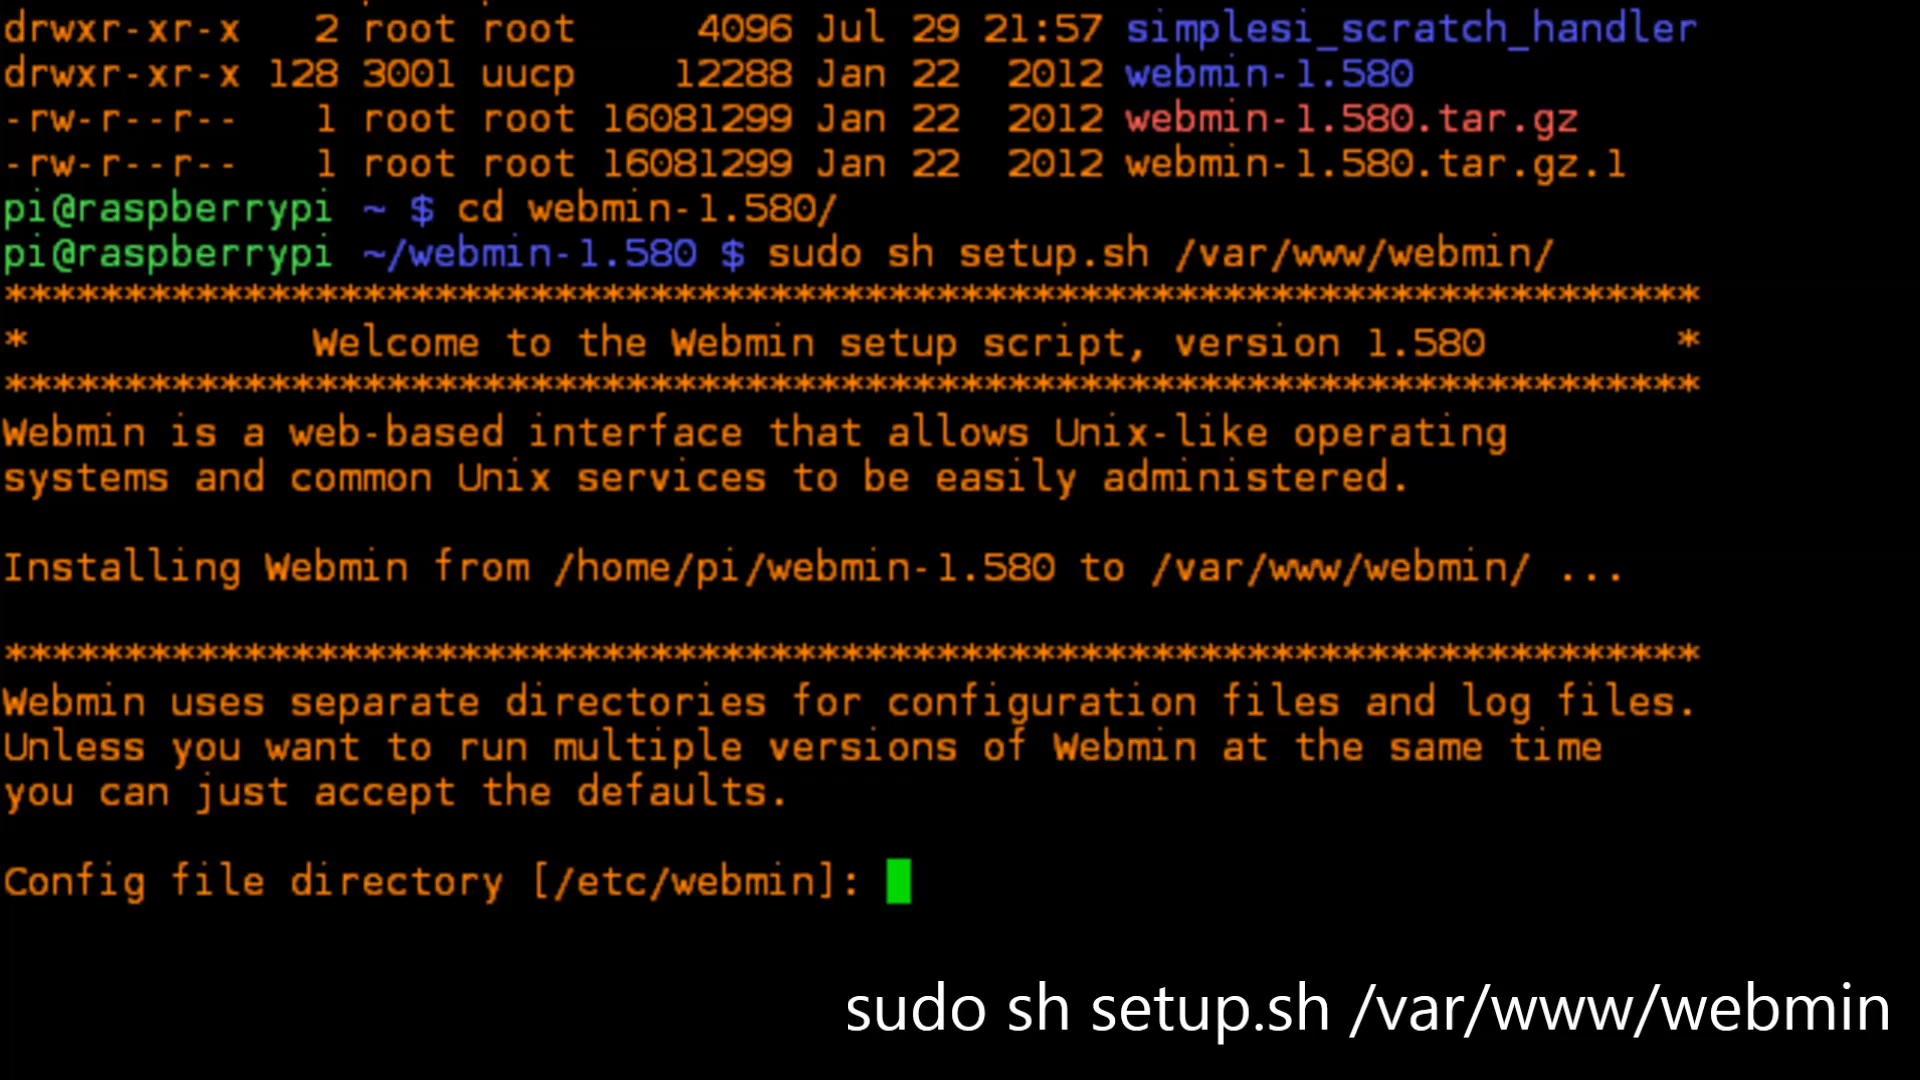 drwxr-xr-x   2 root root     4096 Jul 29 21:57 simplesi_scratch_handler
drwxr-xr-x 128 3001 uucp    12288 Jan 22  2012 webmin-1.580
-rw-r--r--   1 root root 16081299 Jan 22  2012 webmin-1.580.tar.gz
-rw-r--r--   1 root root 16081299 Jan 22  2012 webmin-1.580.tar.gz.1
pi@raspberrypi ~ $ cd webmin-1.580/
pi@raspberrypi ~/webmin-1.580 $ sudo sh setup.sh /var/www/webmin/
***********************************************************************
*            Welcome to the Webmin setup script, version 1.580        *
***********************************************************************
Webmin is a web-based interface that allows Unix-like operating
systems and common Unix services to be easily administered.
Installing Webmin from /home/pi/webmin-1.580 to /var/www/webmin/ ...
***********************************************************************
Webmin uses separate directories for configuration files and log files.
Unless you want to run multiple versions of Webmin at the same time
you can just accept the defaults.
Config file directory [/etc/webmin]:
sudo sh setup.sh /var/www/webmin